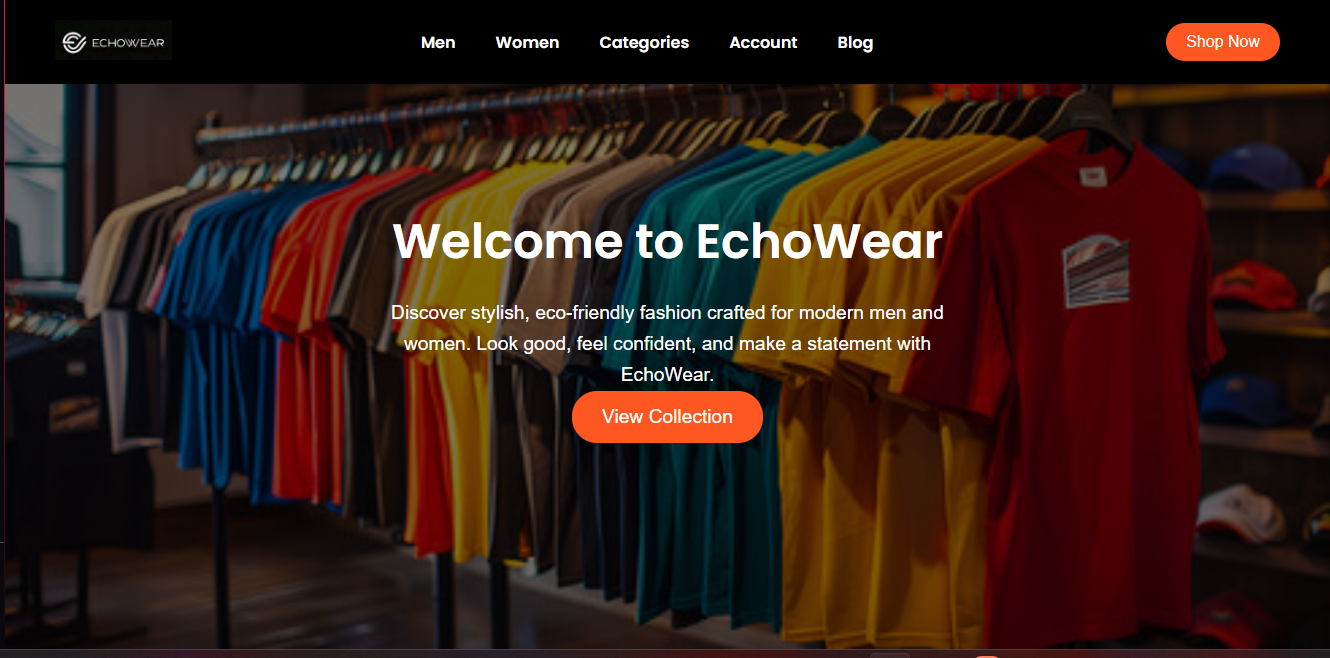 ECHOWEAR
Men Women Categories Account Blog
Shop Now
Welcome to EchoWear
Discover stylish, eco-friendly fashion crafted for modern men and
women. Look good, feel confident, and make a statement with
EchoWear.
View Collection